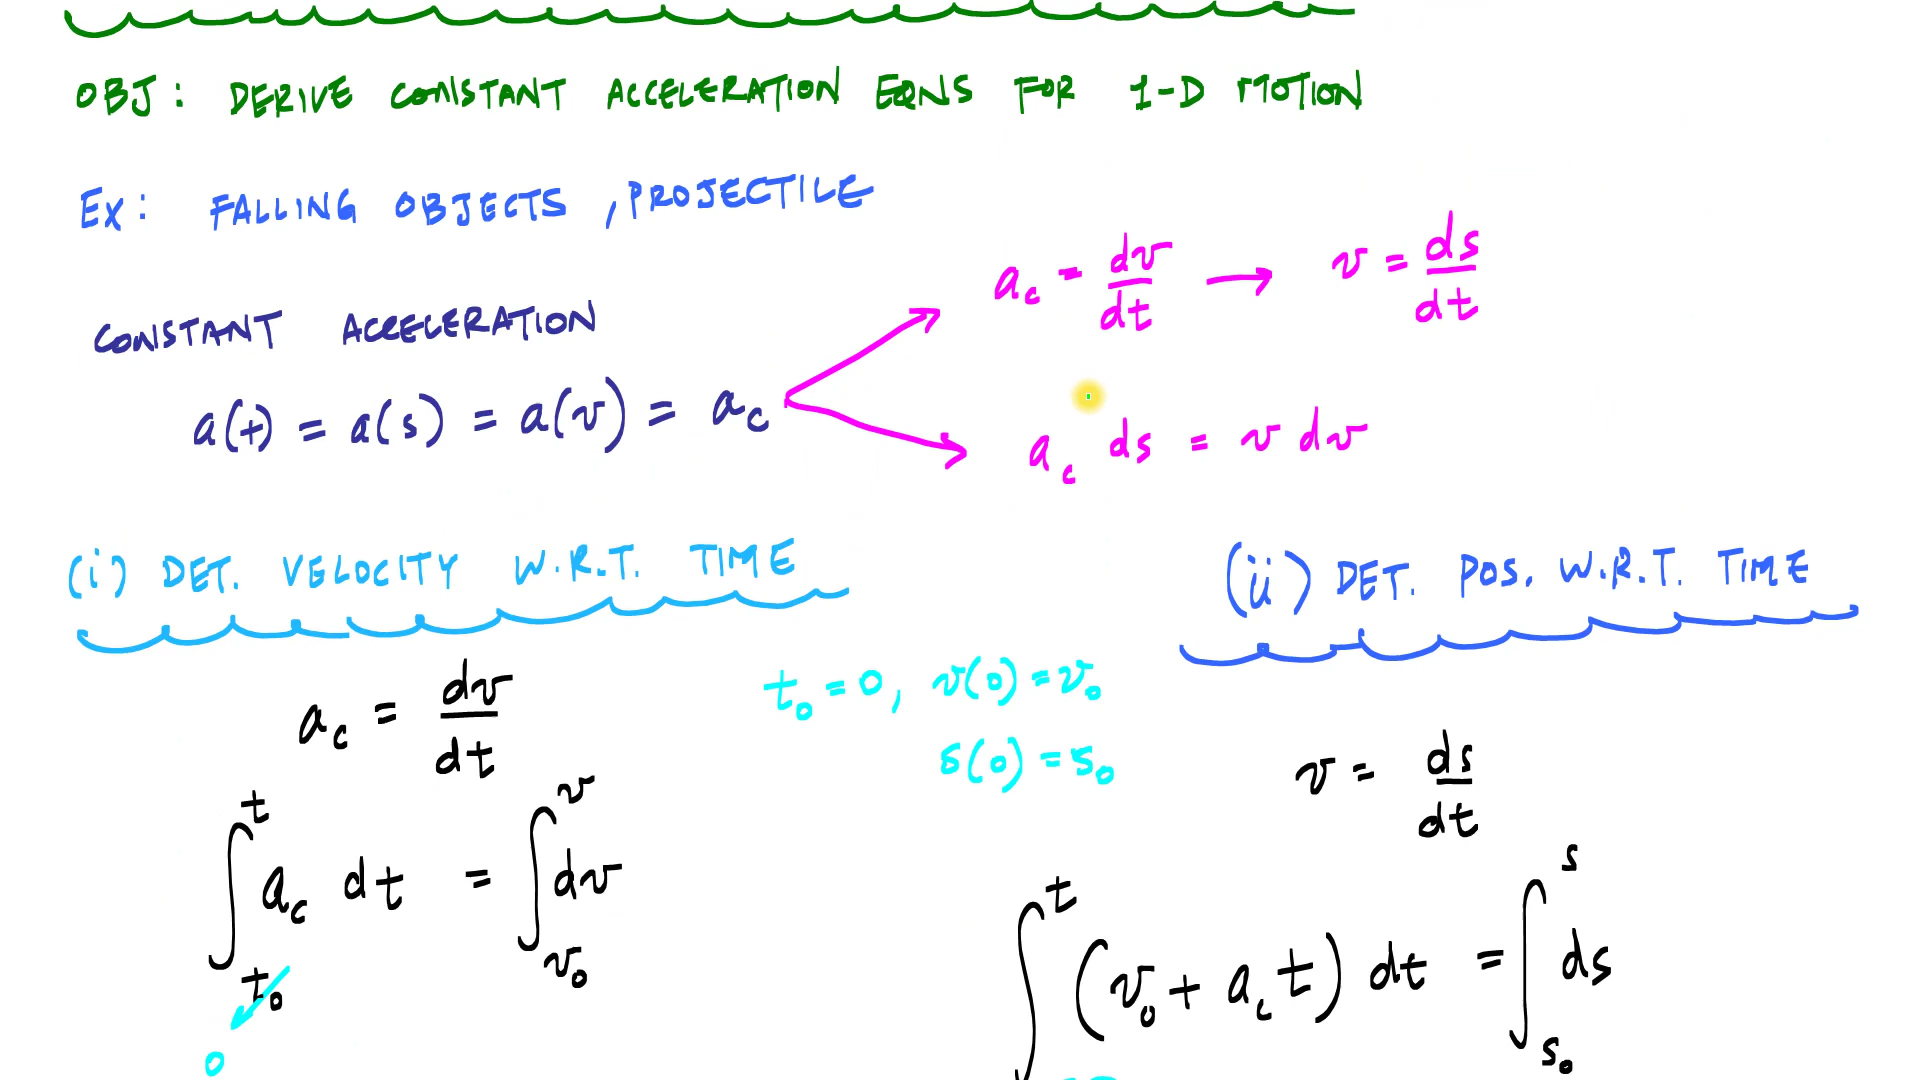 OBJ: DERIVE CONSTANT ACCELERATION EQNS FOR 1-D MOTION
EX: FALLING OBJECTS, PROJECTILE
a_c = dv/dt → v = ds/dt
CONSTANT ACCELERATION
a(t) = a(s) = a(v) = a_c
a_c ds = v dv
(i) DET. VELOCITY W.R.T. TIME
(ii) DET. POS. W.R.T. TIME
a_c = dv/dt
t_0 = 0, v(0) = v_0
s(0) = s_0
v = ds/dt
∫_{t_0}^{t} a_c dt = ∫_{v_0}^{v} dv
0
∫^{t} (v_0 + a_c t) dt = ∫_{s_0}^{s} ds